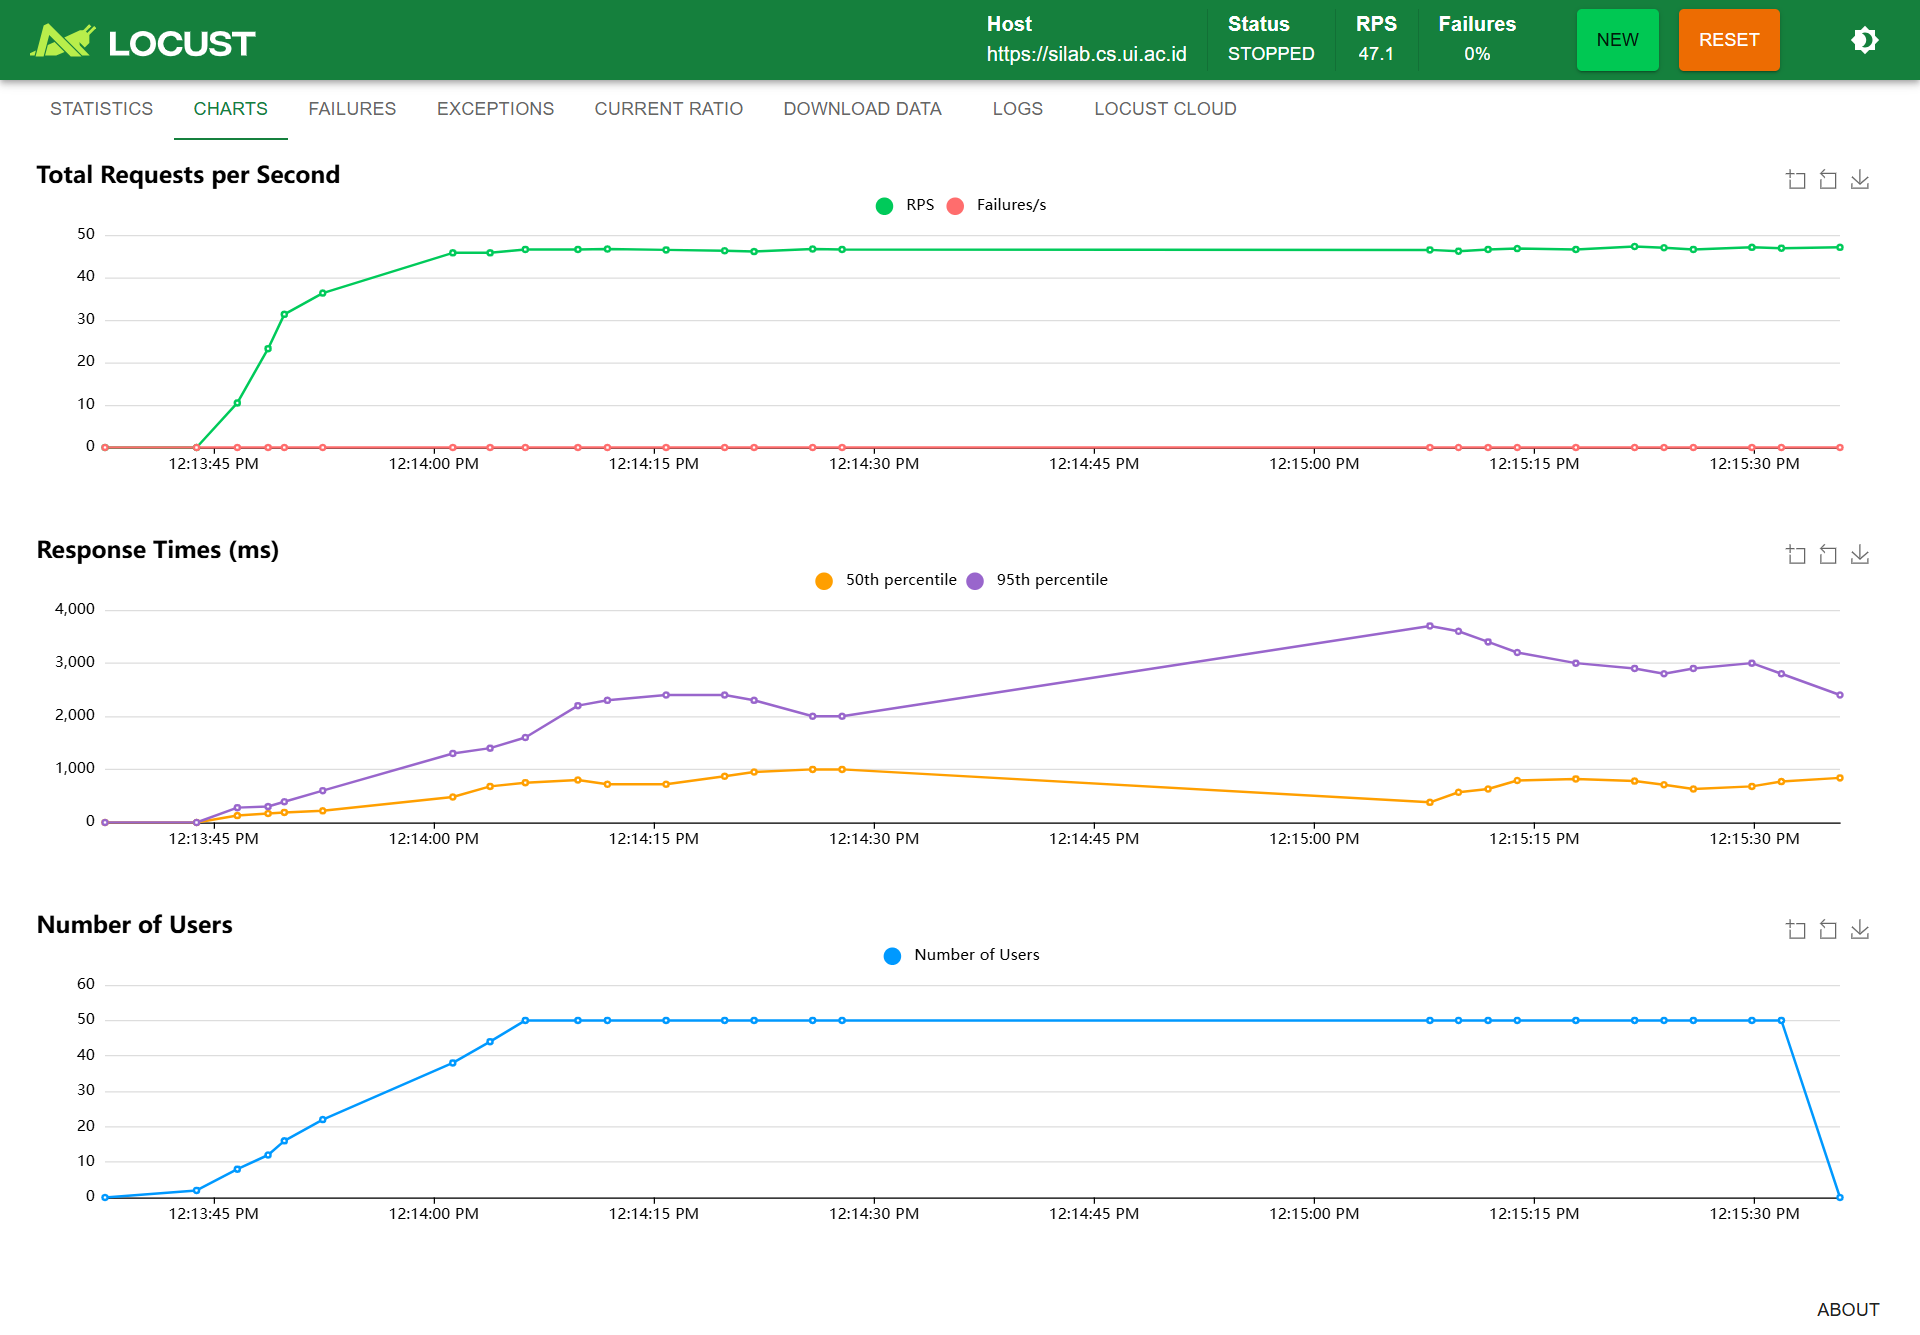 LOCUST
Host
https://silab.cs.ui.ac.id
Status
STOPPED
RPS
47.1
Failures
0%
NEW
RESET
STATISTICS CHARTS FAILURES EXCEPTIONS CURRENT RATIO DOWNLOAD DATA LOGS LOCUST CLOUD
Total Requests per Second
RPS Failures/s
50
40
30
20
10
0
12:13:45 PM 12:14:00 PM 12:14:15 PM 12:14:30 PM 12:14:45 PM 12:15:00 PM 12:15:15 PM 12:15:30 PM
Response Times (ms)
50th percentile 95th percentile
4,000
3,000
2,000
1,000
0
12:13:45 PM 12:14:00 PM 12:14:15 PM 12:14:30 PM 12:14:45 PM 12:15:00 PM 12:15:15 PM 12:15:30 PM
Number of Users
Number of Users
60
50
40
30
20
10
0
12:13:45 PM 12:14:00 PM 12:14:15 PM 12:14:30 PM 12:14:45 PM 12:15:00 PM 12:15:15 PM 12:15:30 PM
ABOUT